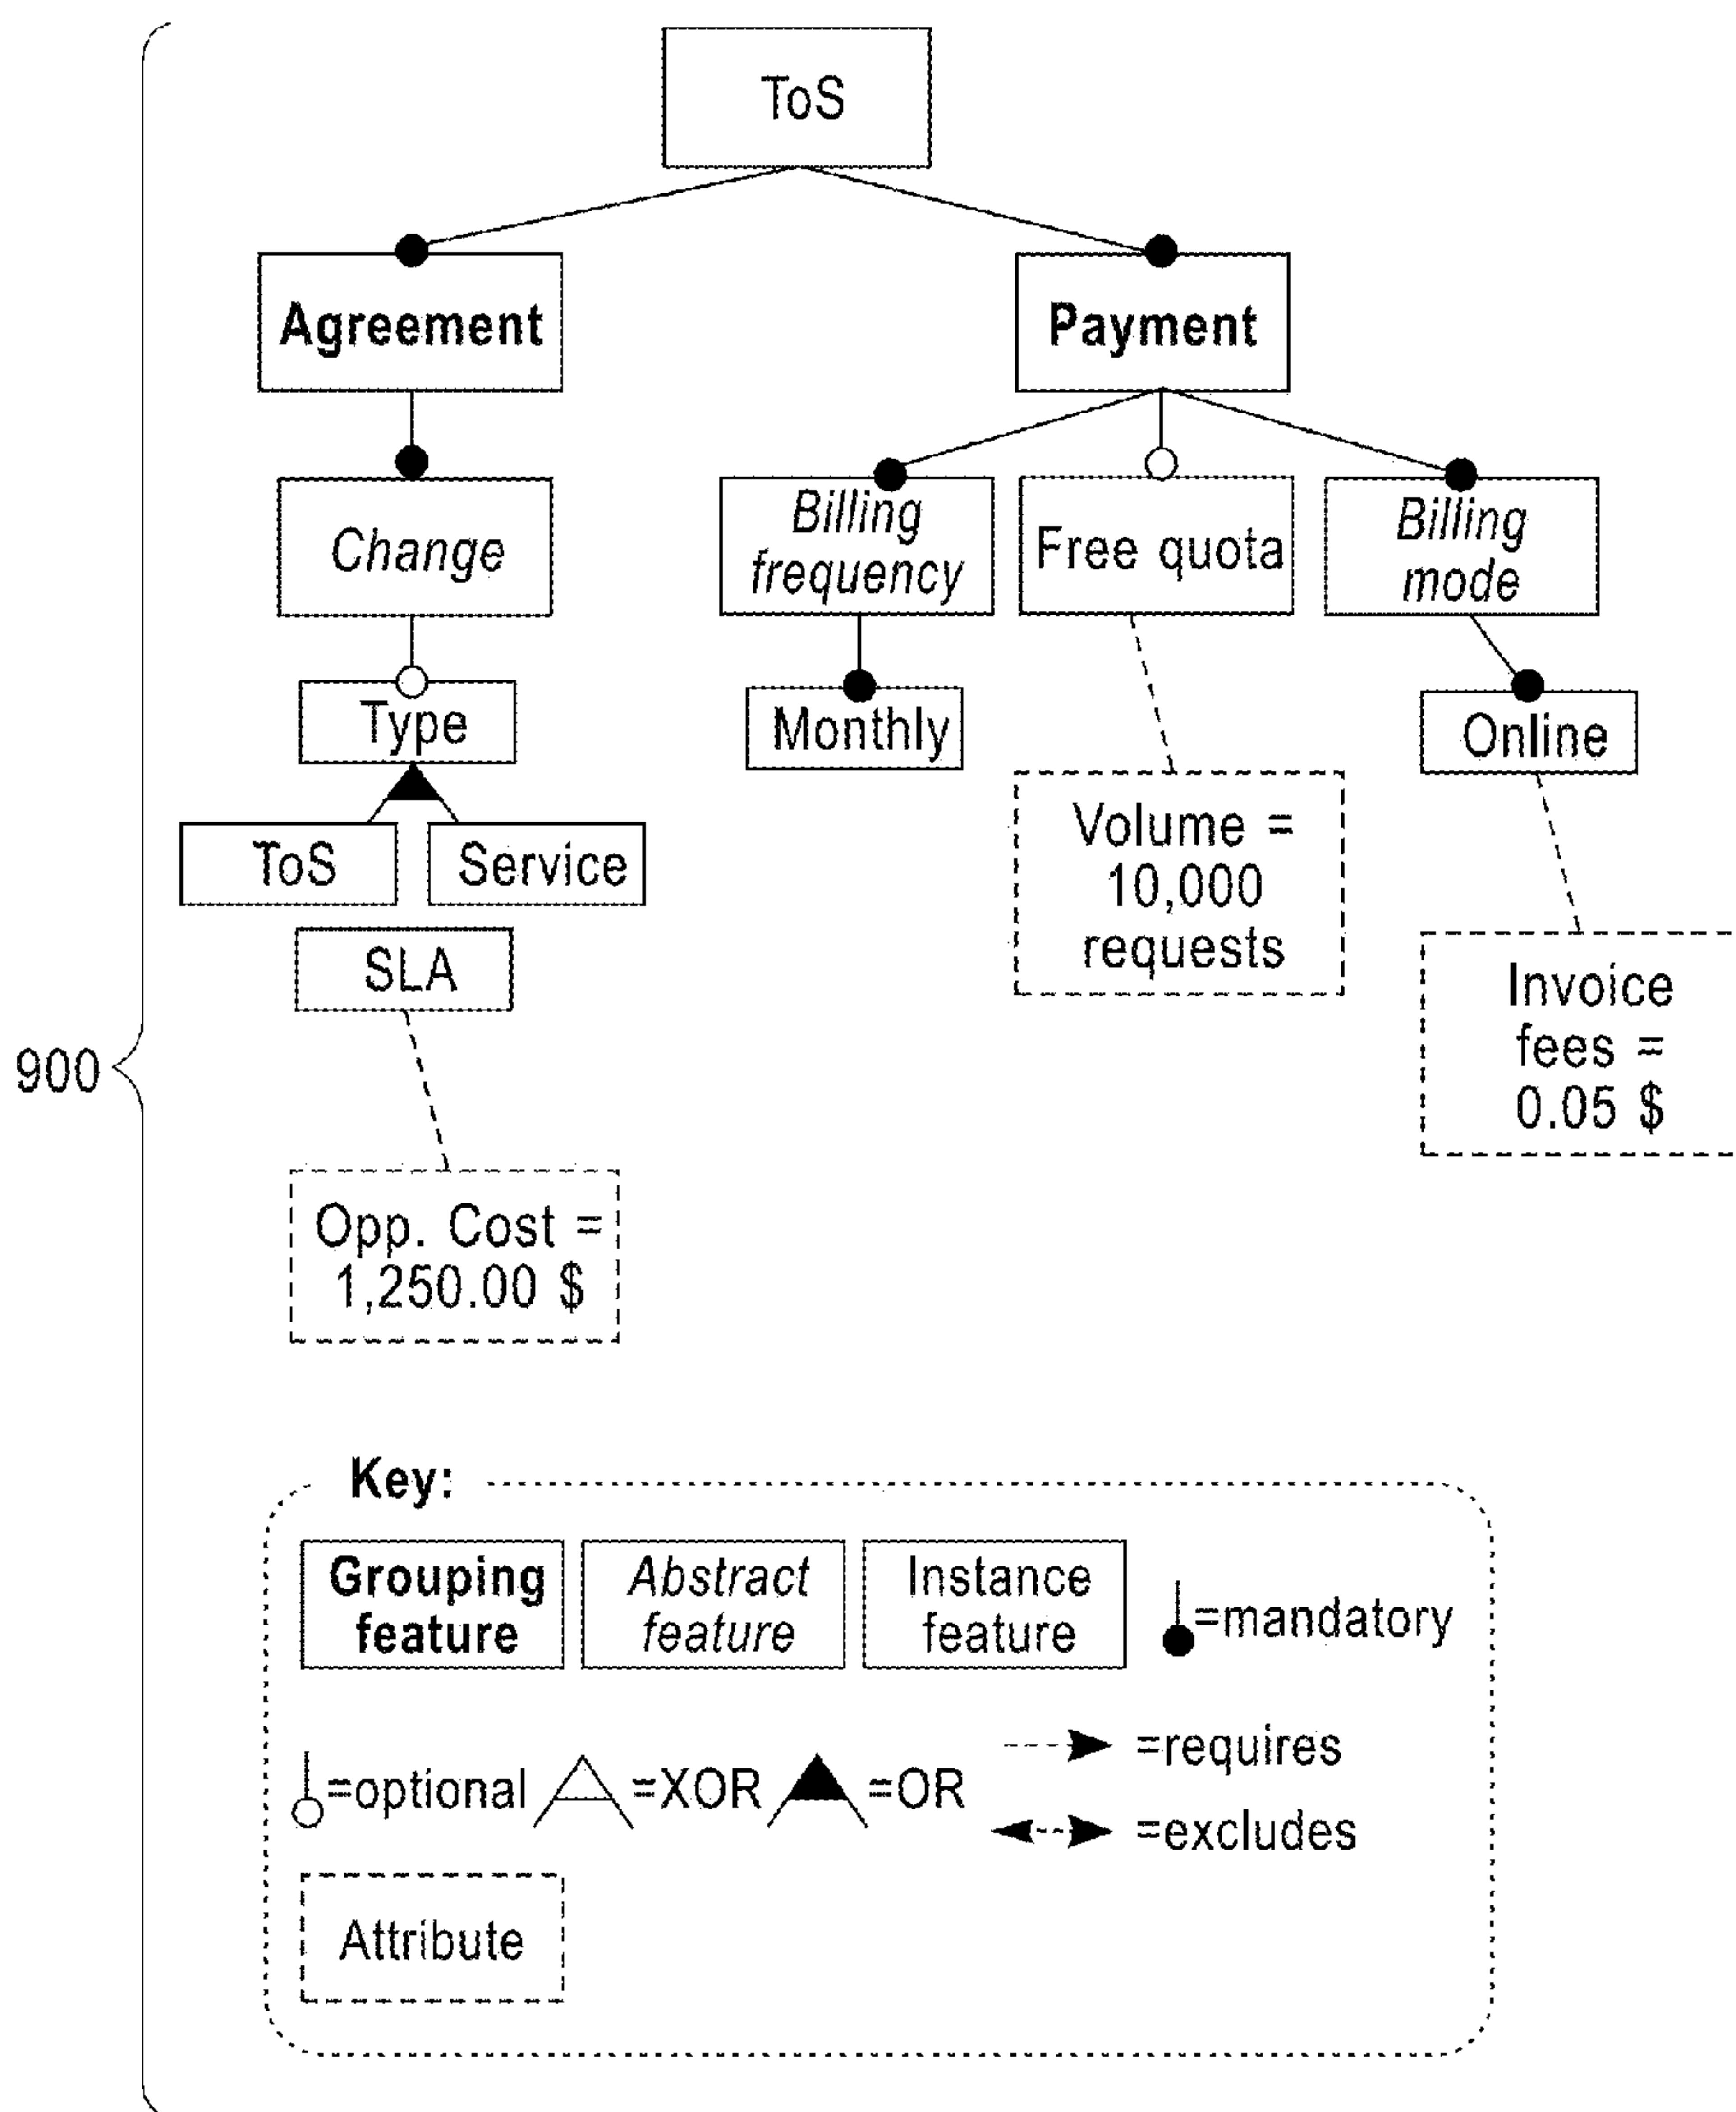 ToS
Agreement
Payment
Change
Billing
frequency
Free quota
Billing
mode
Type
Monthly
Online
ToS
Service
SLA
Volume =
10,000
requests
Invoice
fees =
0.05 $
900
Opp. Cost =
1,250.00 $
Key:
Grouping
feature
Abstract
feature
Instance
feature
=mandatory
=optional
=XOR
=OR
=requires
=excludes
Attribute